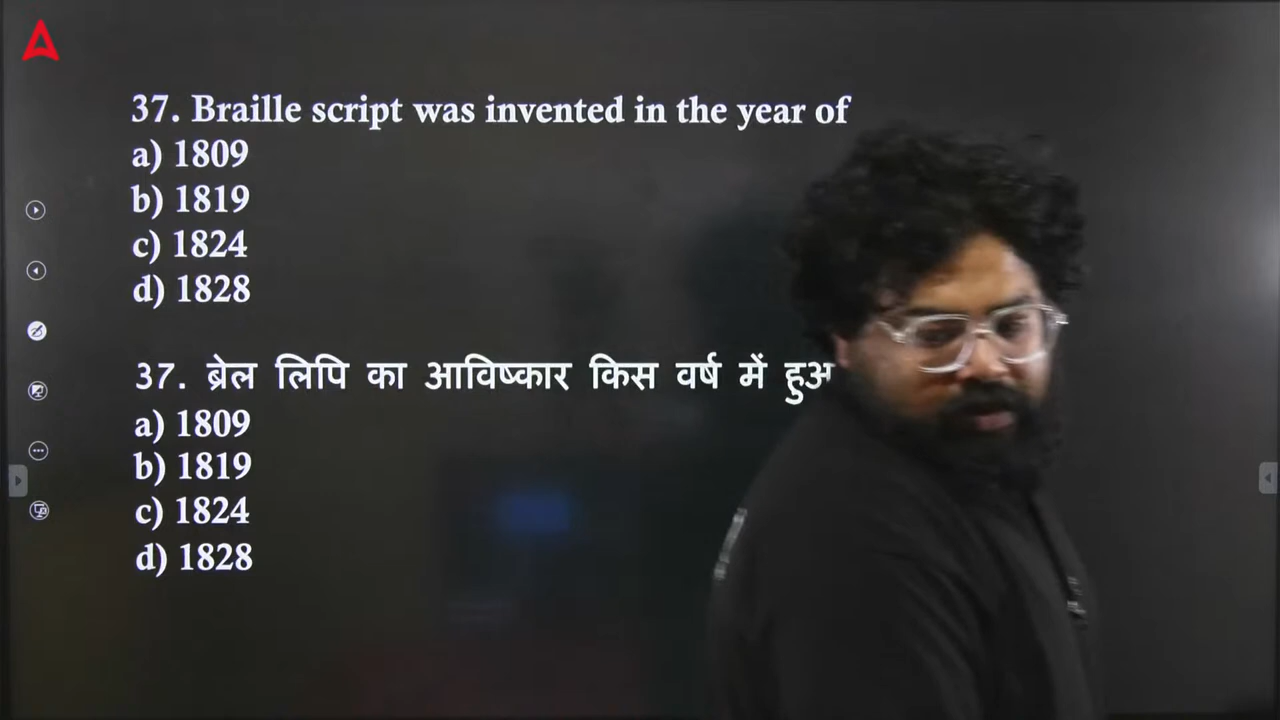 37. Braille script was invented in the year of
a) 1809
b) 1819
c) 1824
d) 1828
37. ब्रेल लिपि का आविष्कार किस वर्ष में
a) 1809
b) 1819
c) 1824
d) 1828